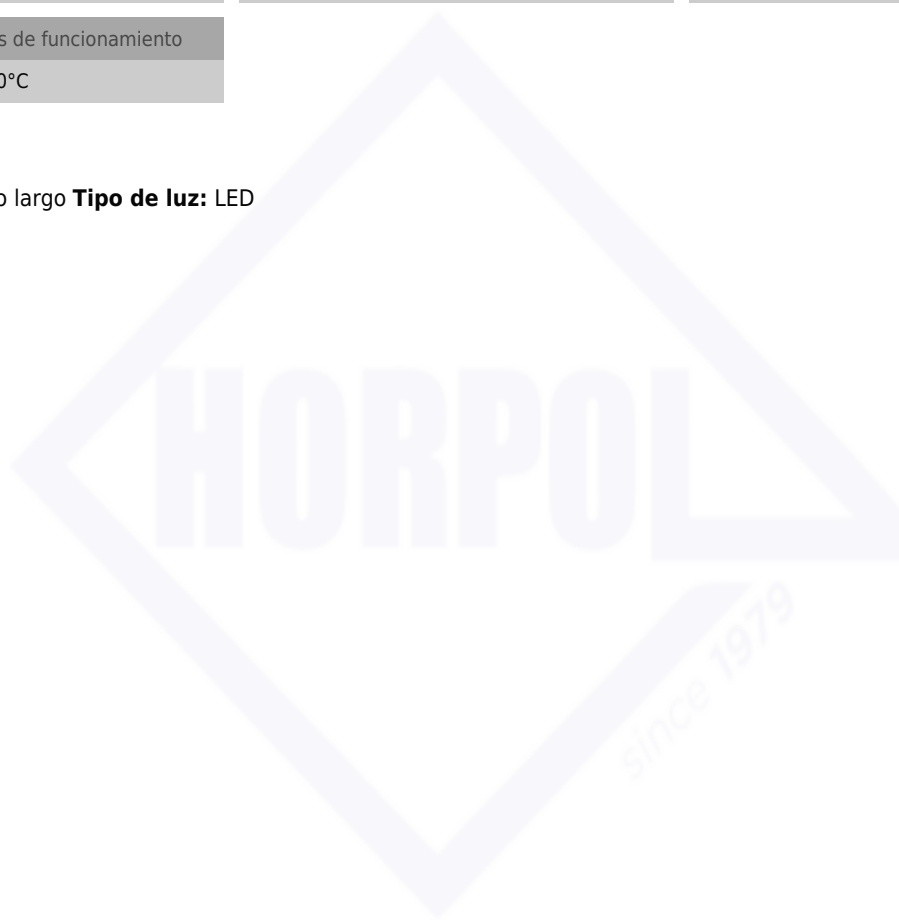 s de funcionamiento
0°C
o largo Tipo de luz: LED
HORPOL
since 1979